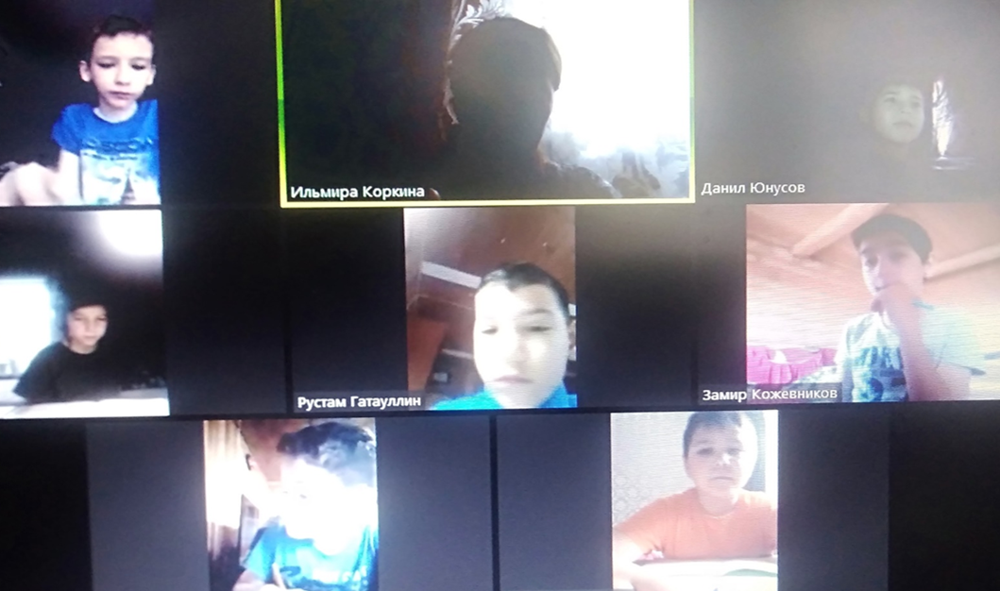 Ильмира Коркина
Данил Юнусов
Рустам Гатауллин
Замир Кожевников